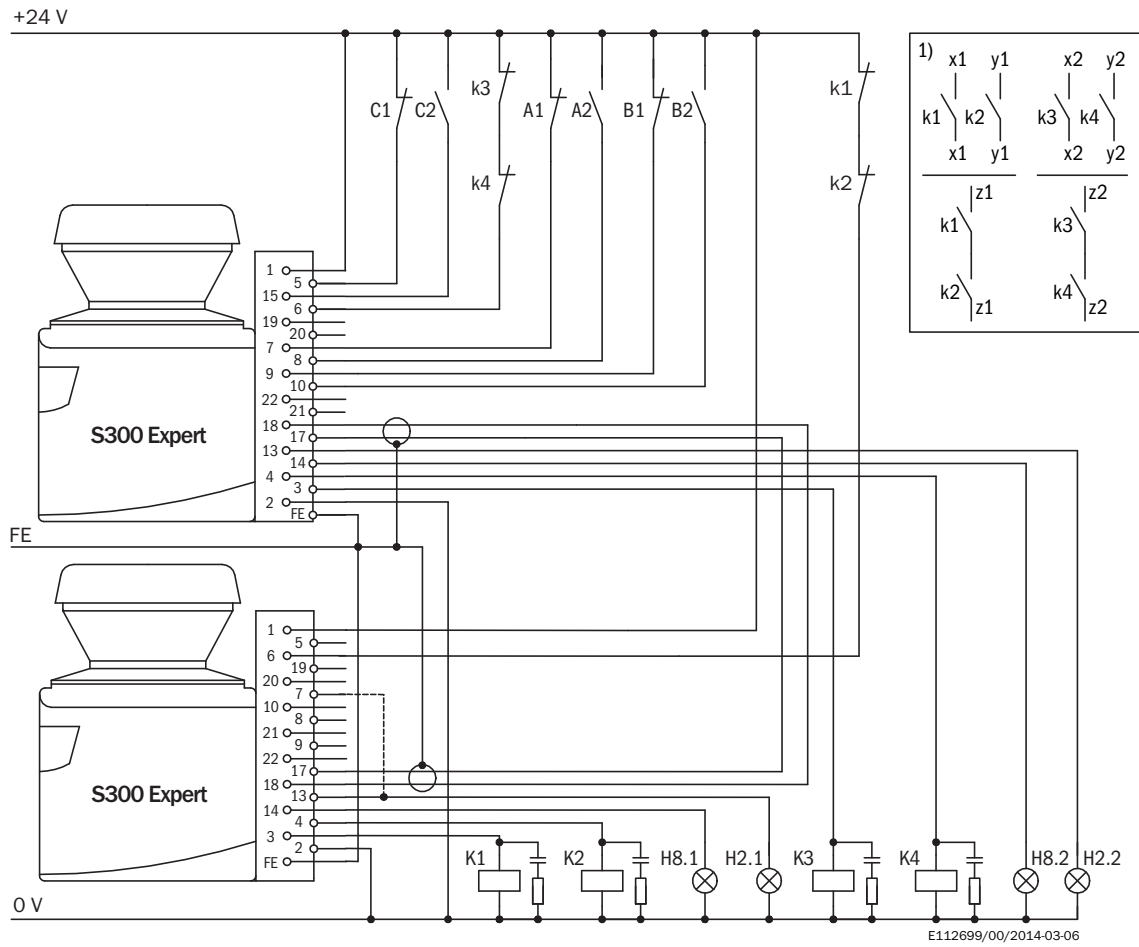 +24 V
1)
x1 y1 x2 y2
k3
k1
C1 C2 A1 A2 B1 B2
k1 k2 k3 k4
x1 y1 x2 y2
k4
k2
z1 z2
k1 k3
k2 k4
z1 z2
1
5
15
6
19
20
7
8
9
10
22
21
18
17
13
14
4
3
2
FE
S300 Expert
FE
1
5
6
19
20
7
10
8
21
9
22
17
18
13
14
4
3
2
FE
S300 Expert
K1 K2 H8.1 H2.1 K3 K4 H8.2 H2.2
0 V
E112699/00/2014-03-06